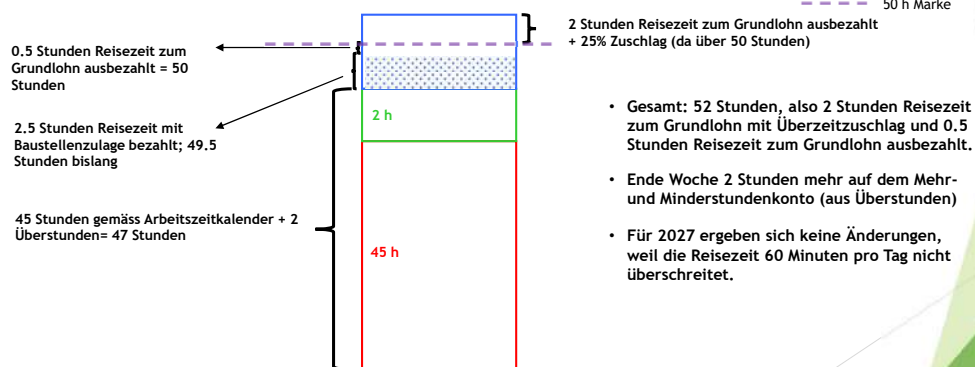 50 h Marke
2 Stunden Reisezeit zum Grundlohn ausbezahlt
+ 25% Zuschlag (da über 50 Stunden)
0.5 Stunden Reisezeit zum
Grundlohn ausbezahlt = 50
Stunden
2.5 Stunden Reisezeit mit
Baustellenzulage bezahlt; 49.5
Stunden bislang
45 Stunden gemäss Arbeitszeitkalender + 2
Überstunden= 47 Stunden
2 h
45 h
• Gesamt: 52 Stunden, also 2 Stunden Reisezeit
zum Grundlohn mit Überzeitzuschlag und 0.5
Stunden Reisezeit zum Grundlohn ausbezahlt.
• Ende Woche 2 Stunden mehr auf dem Mehr-
und Minderstundenkonto (aus Überstunden)
• Für 2027 ergeben sich keine Änderungen,
weil die Reisezeit 60 Minuten pro Tag nicht
überschreitet.